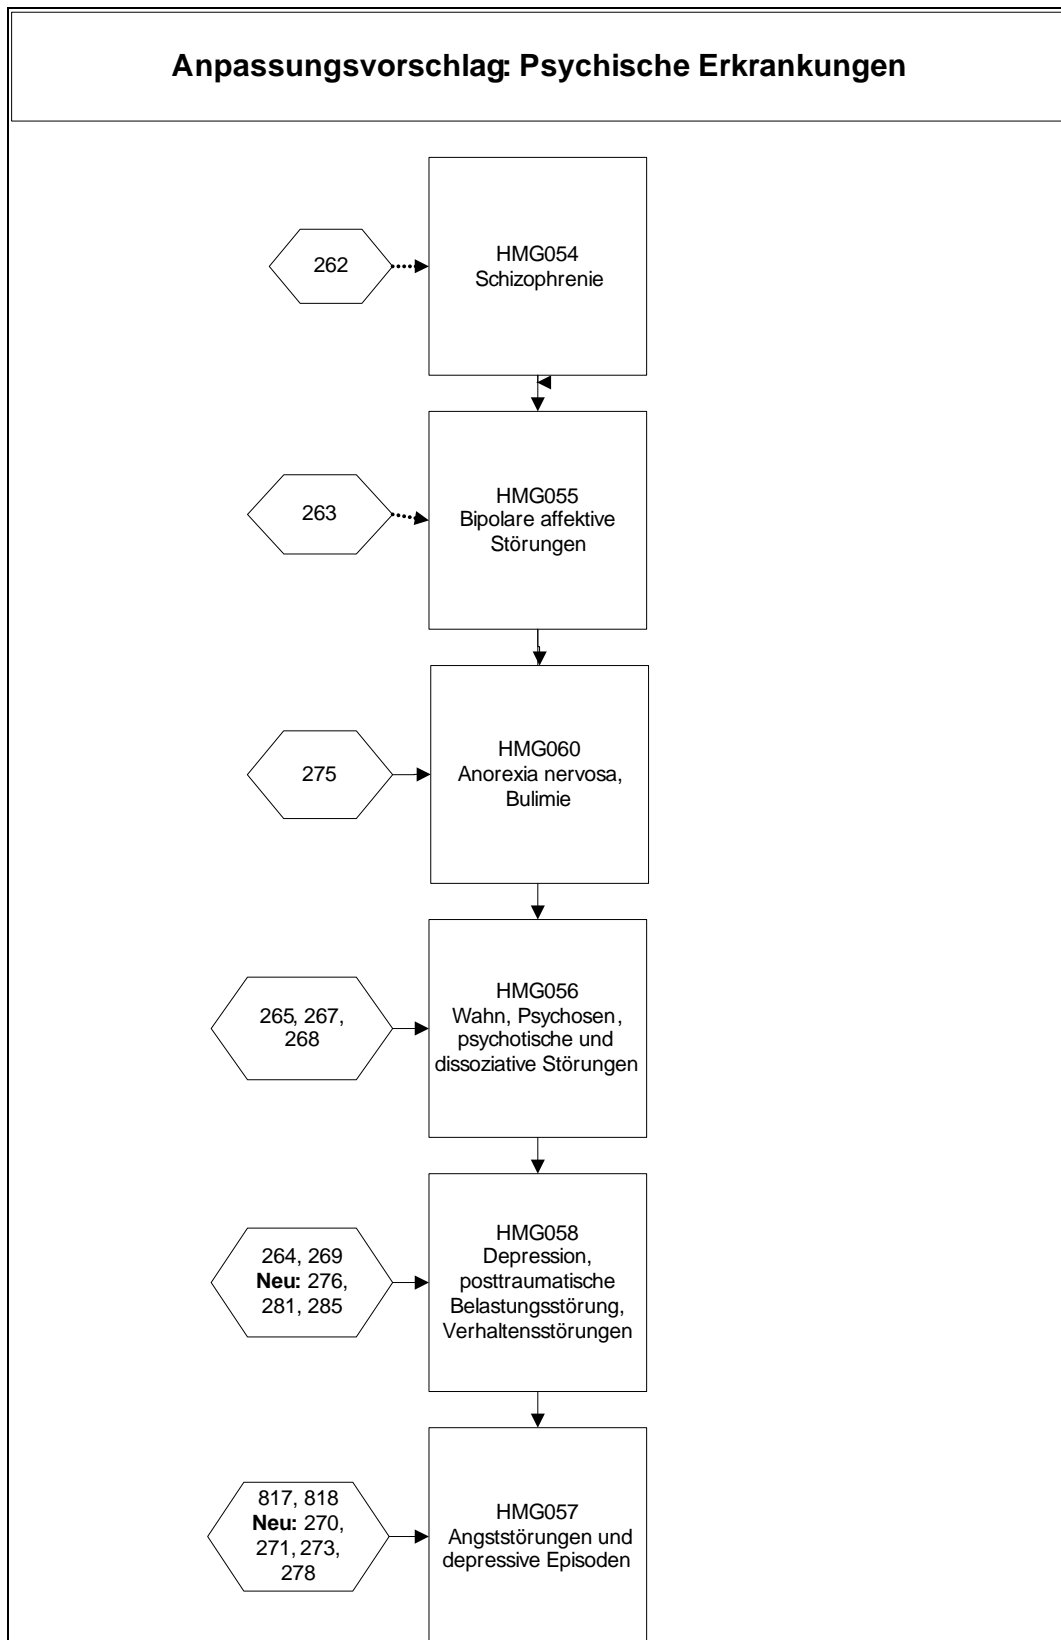 Anpassungsvorschlag: Psychische Erkrankungen
262
HMG054
Schizophrenie
263
HMG055
Bipolare affektive
Störungen
275
HMG060
Anorexia nervosa,
Bulimie
265, 267,
268
HMG056
Wahn, Psychosen,
psychotische und
dissoziative Störungen
264, 269
Neu: 276,
281, 285
HMG058
Depression,
posttraumatische
Belastungsstörung,
Verhaltensstörungen
817, 818
Neu: 270,
271, 273,
278
HMG057
Angststörungen und
depressive Episoden